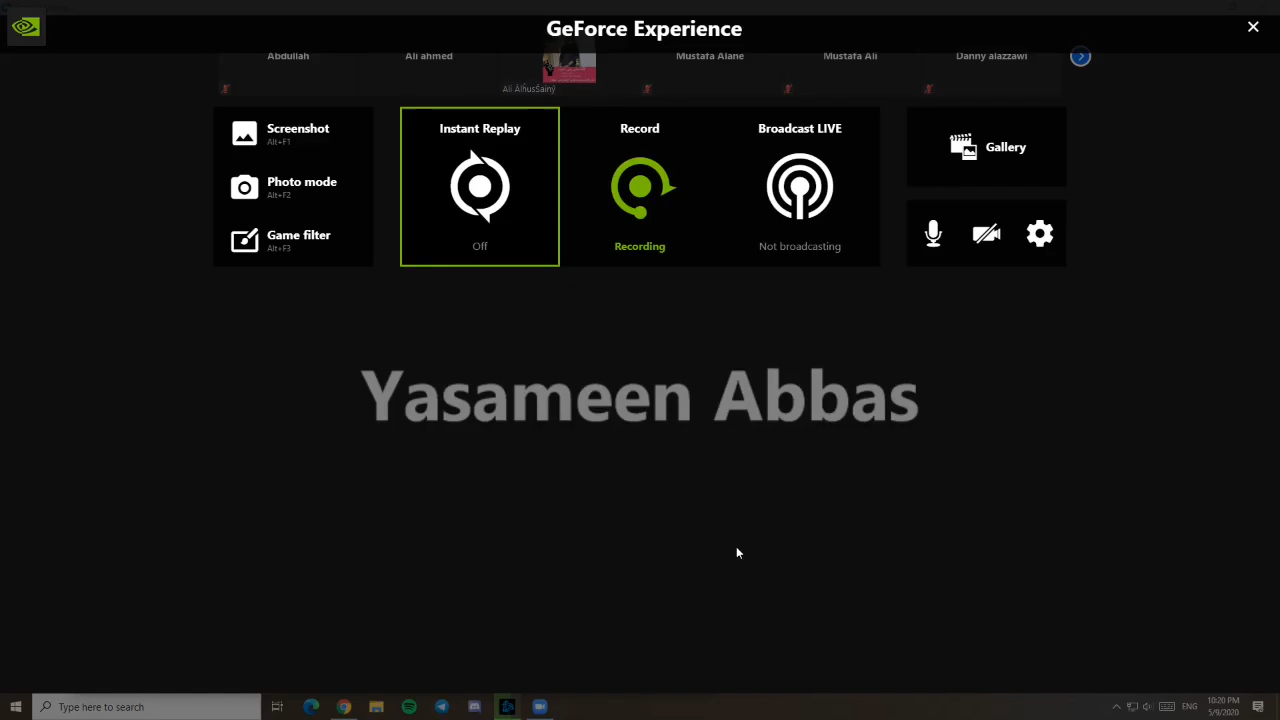 GeForce Experience
Abdullah
Ali ahmed
Mustafa Alane
Mustafa Ali
Danny alazzawi
Screenshot
Alt+F1
Photo mode
Alt+F2
Game filter
Alt+F3
Instant Replay
Off
Record
Recording
Broadcast LIVE
Not broadcasting
Gallery
Yasameen Abbas
Type here to search
ENG
10:20 PM
5/9/2020